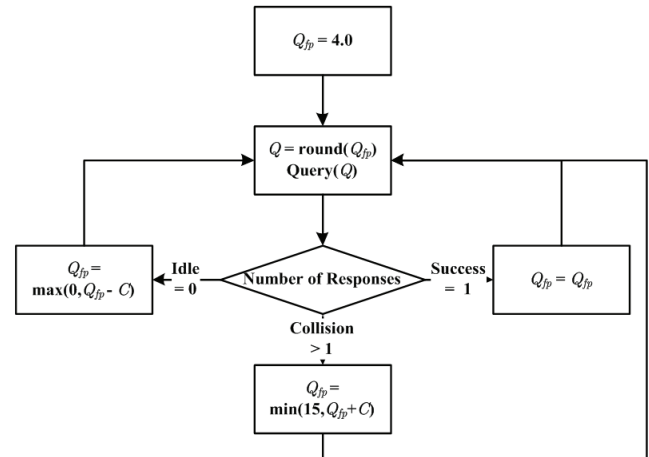 Q_fp = 4.0
Q = round(Q_fp)
Query(Q)
Q_fp =
max(0,Q_fp - C)
Idle
= 0
Number of Responses
Success
= 1
Q_fp = Q_fp
Collision
> 1
Q_fp =
min(15,Q_fp+C)